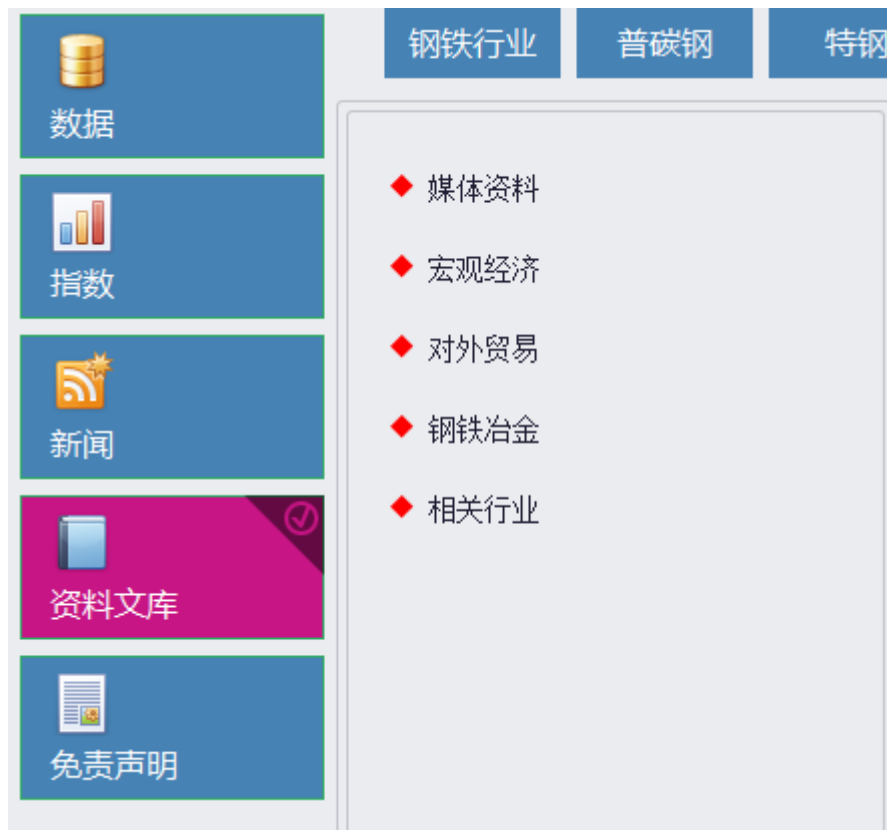 钢铁行业
普碳钢
特钢
数据
指数
新闻
资料文库
免责声明
媒体资料
宏观经济
对外贸易
钢铁冶金
相关行业